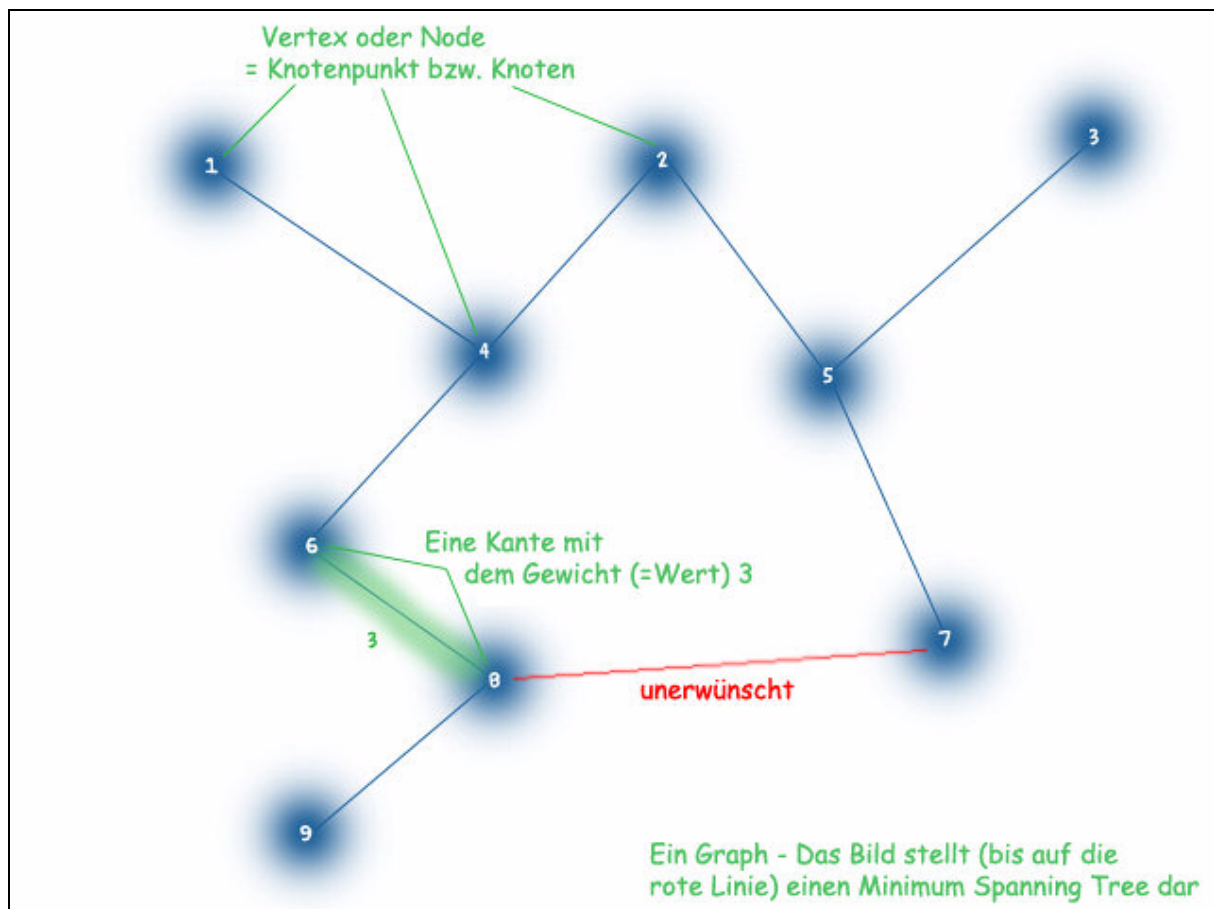 Vertex oder Node
= Knotenpunkt bzw. Knoten
1
2
3
4
5
6
Eine Kante mit
dem Gewicht (=Wert) 3
3
7
8
unerwünscht
9
Ein Graph - Das Bild stellt (bis auf die
rote Linie) einen Minimum Spanning Tree dar